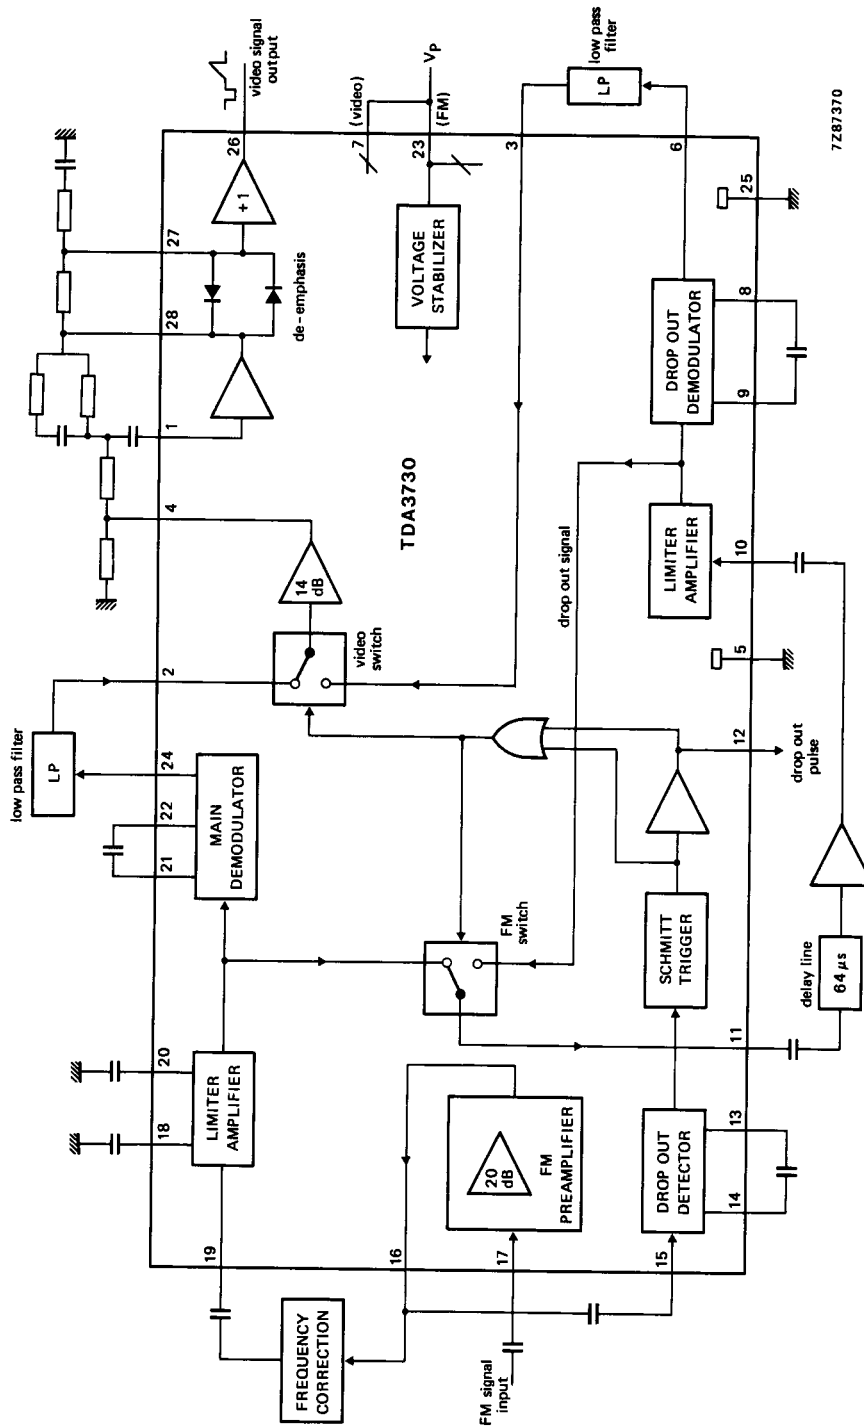 low pass filter
LP
24
22
21
MAIN
DEMODULATOR
20
18
LIMITER
AMPLIFIER
19
FREQUENCY
CORRECTION
2
4
1
28
27
26
video signal
output
+1
de-emphasis
14
dB
video
switch
TDA3730
7 (video)
23 (FM)
VP
VOLTAGE
STABILIZER
3
low pass
filter
LP
6
FM
switch
20
dB
FM
PREAMPLIFIER
16
17
FM signal
input
15
DROP OUT
DETECTOR
14
13
11
SCHMITT
TRIGGER
12
drop out
pulse
drop out signal
LIMITER
AMPLIFIER
10
5
DROP OUT
DEMODULATOR
9
8
25
delay line
64 µs
7Z87370